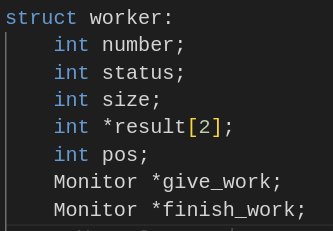 struct worker:
int number;
int status;
int size;
int *result[2];
int pos;
Monitor *give_work;
Monitor *finish_work;